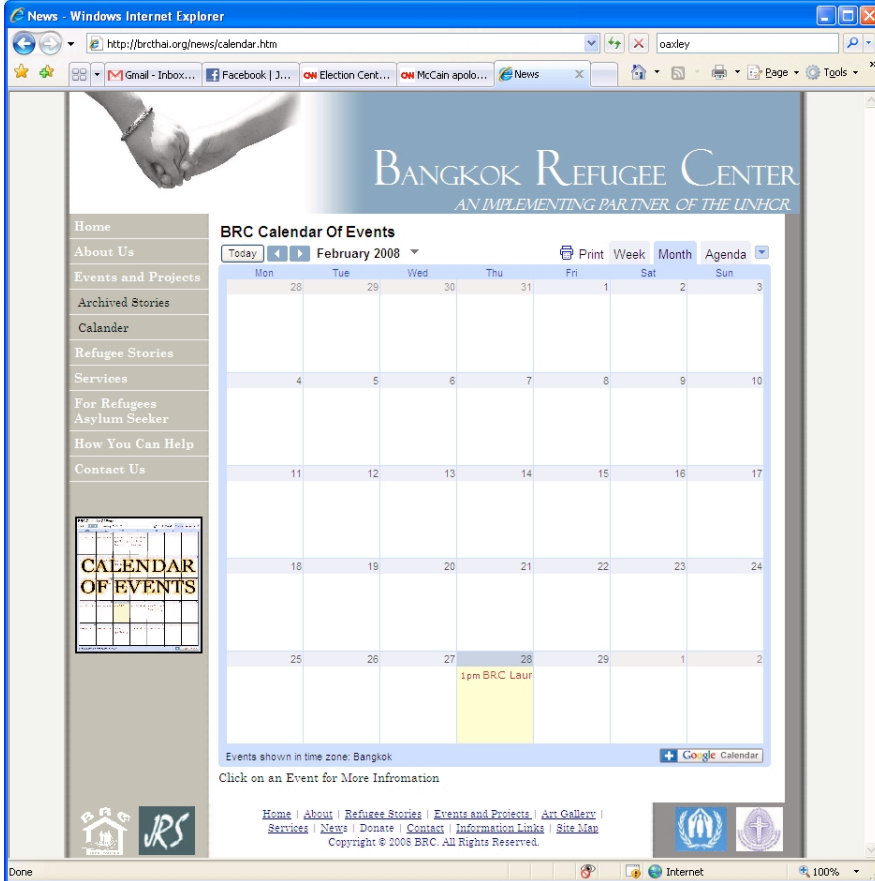 News - Windows Internet Explorer
http://brcthai.org/news/calendar.htm
oaxley
Gmail - Inbox...
Facebook | J...
Election Cent...
McCain apolo...
News
Page
Tools
BANGKOK REFUGEE CENTER
AN IMPLEMENTING PARTNER OF THE UNHCR
Home
About Us
Events and Projects
Archived Stories
Calander
Refugee Stories
Services
For Refugees
Asylum Seeker
How You Can Help
Contact Us
CALENDAR
OF EVENTS
BRC Calendar Of Events
Today February 2008 Print Week Month Agenda
Mon Tue Wed Thu Fri Sat Sun
28 29 30 31 1 2 3
4 5 6 7 8 9 10
11 12 13 14 15 16 17
18 19 20 21 22 23 24
25 26 27 28 29 1 2
1pm BRC Laur
Events shown in time zone: Bangkok
Google Calendar
Click on an Event for More Infromation
Home | About | Refugee Stories | Events and Projects | Art Gallery |
Services | News | Donate | Contact | Information Links | Site Map
Copyright © 2008 BRC. All Rights Reserved.
JRS
Done
Internet
100%